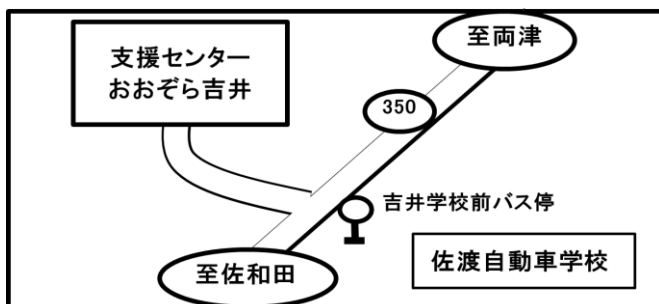 至両津
支援センター
おおぞら吉井
350
吉井学校前バス停
佐渡自動車学校
至佐和田